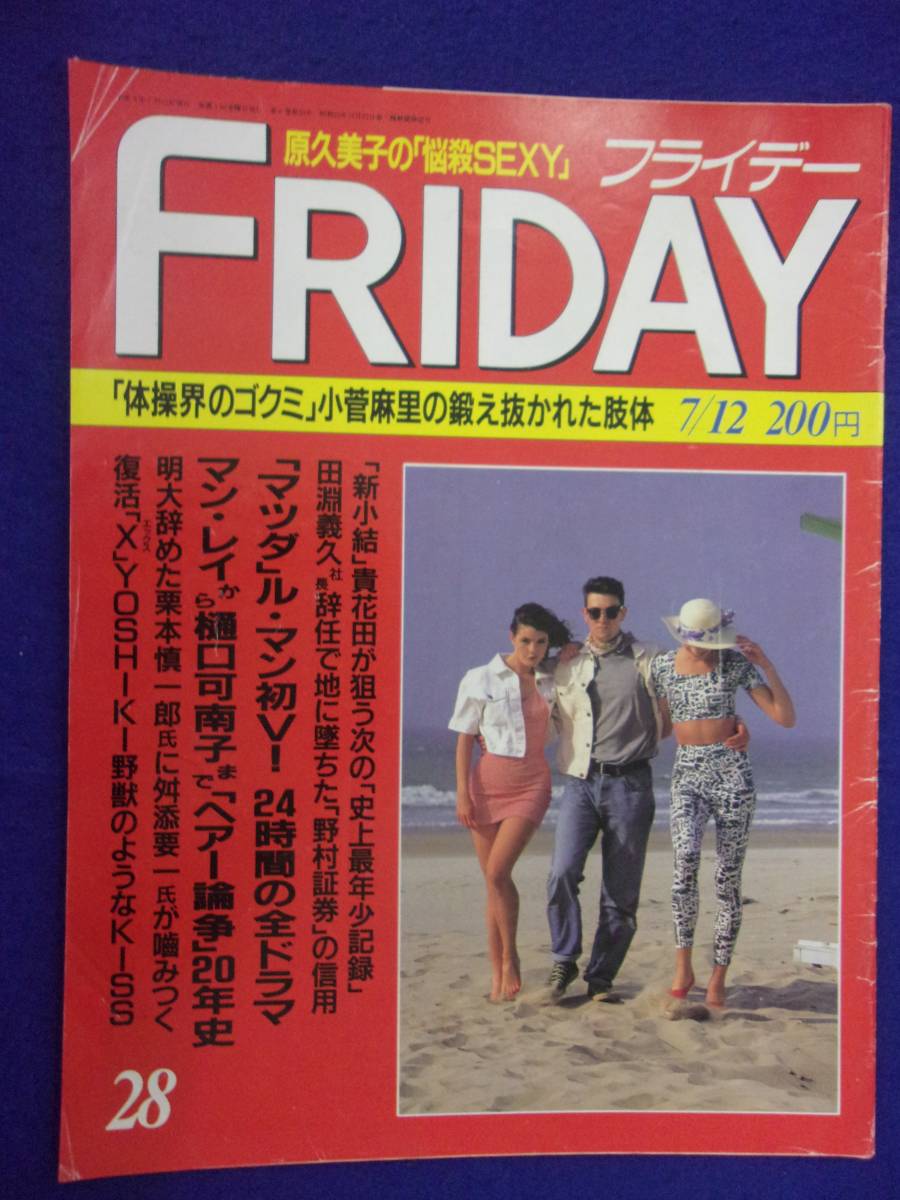 原久美子の「悩殺SEXY」
フライデー
FRIDAY
「体操界のゴクミ」小菅麻里の鍛え抜かれた肢体 7/12 200円
「新小結」貴花田が狙う次の「史上最年少記録」
田淵義久社長辞任で地に墜ちた「野村証券」の信用
「マツダ」ル・マン初V! 24時間の全ドラマ
マン・レイから樋口可南子まで「ヘアー論争」20年史
明大辞めた栗本慎一郎氏に舛添要一氏が嚙みつく
復活「X」エックスYOSHIKI―野獣のようなKISS
28